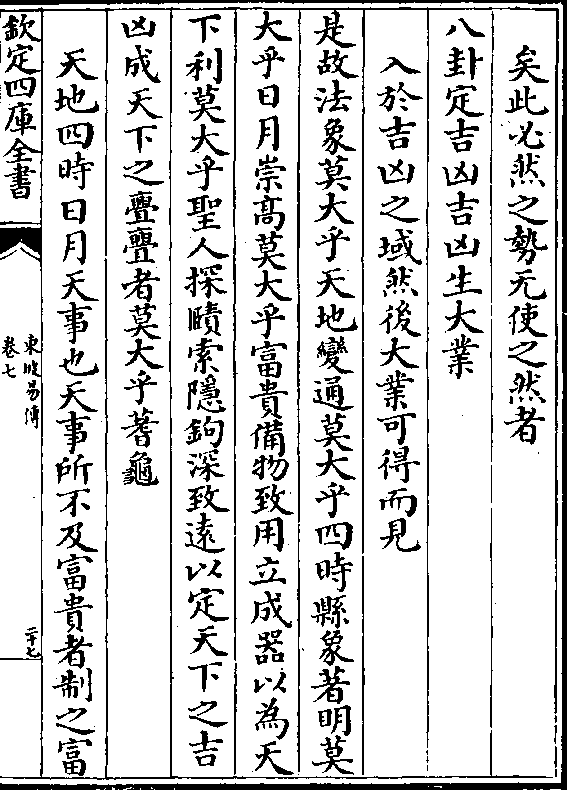 矣此必然之勢无使之然者
八卦定吉凶吉凶生大業
入於吉凶之域然後大業可得而見
是故法象莫大乎天地變通莫大乎四時縣象著明莫
大乎日月崇髙莫大乎富貴備物致用立成器以為天
下利莫大乎聖人探賾索隱鉤深致遠以定天下之吉
凶成天下之亹亹者莫大乎蓍龜
天地四時日月天事也天事所不及富貴者制之富
欽定四庫全書
東坡易傳
卷七
二十七